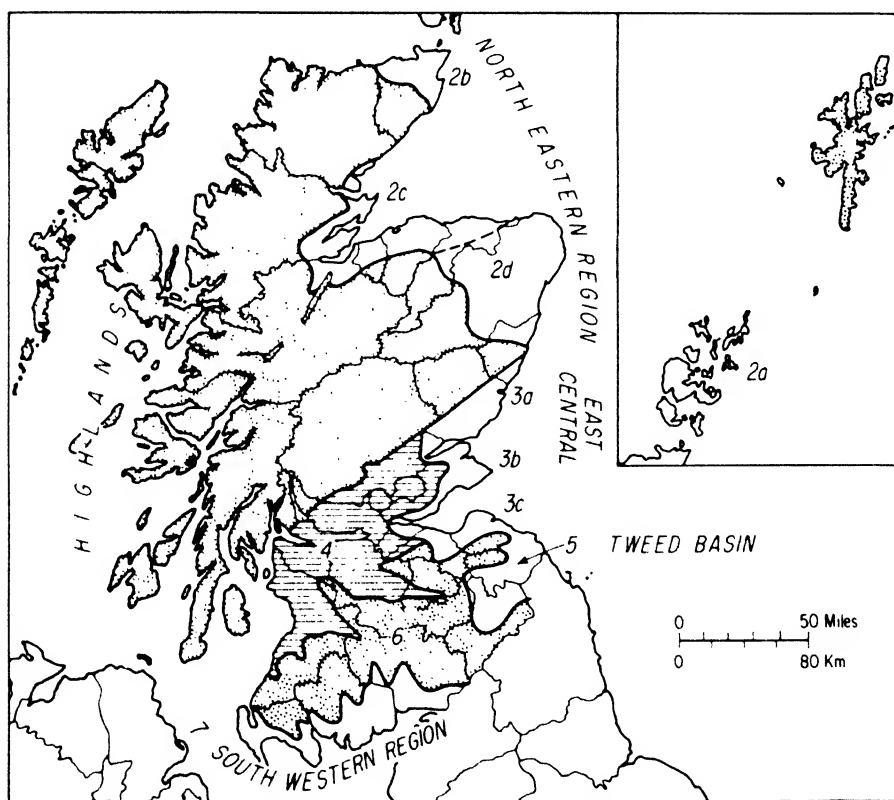 NORTH EASTERN REGION
2b
2c
2d
2a
HIGHLANDS
3a
EAST
CENTRAL
3b
3c
4
5 TWEED BASIN
6
0 50 Miles
0 80 Km
7 SOUTH WESTERN REGION